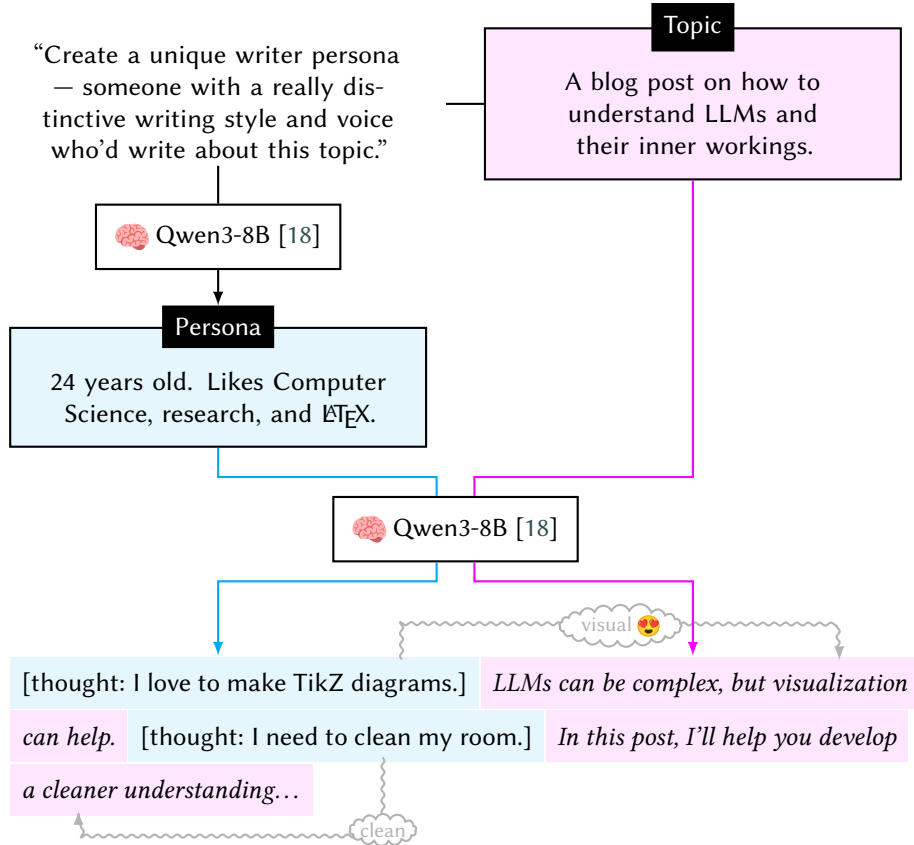 Topic
“Create a unique writer persona
— someone with a really dis-
tinctive writing style and voice
who’d write about this topic.”
A blog post on how to
understand LLMs and
their inner workings.
Qwen3-8B [18]
Persona
24 years old. Likes Computer
Science, research, and LATEX.
Qwen3-8B [18]
visual 😍
[thought: I love to make TikZ diagrams.] LLMs can be complex, but visualization
can help. [thought: I need to clean my room.] In this post, I’ll help you develop
a cleaner understanding…
clean